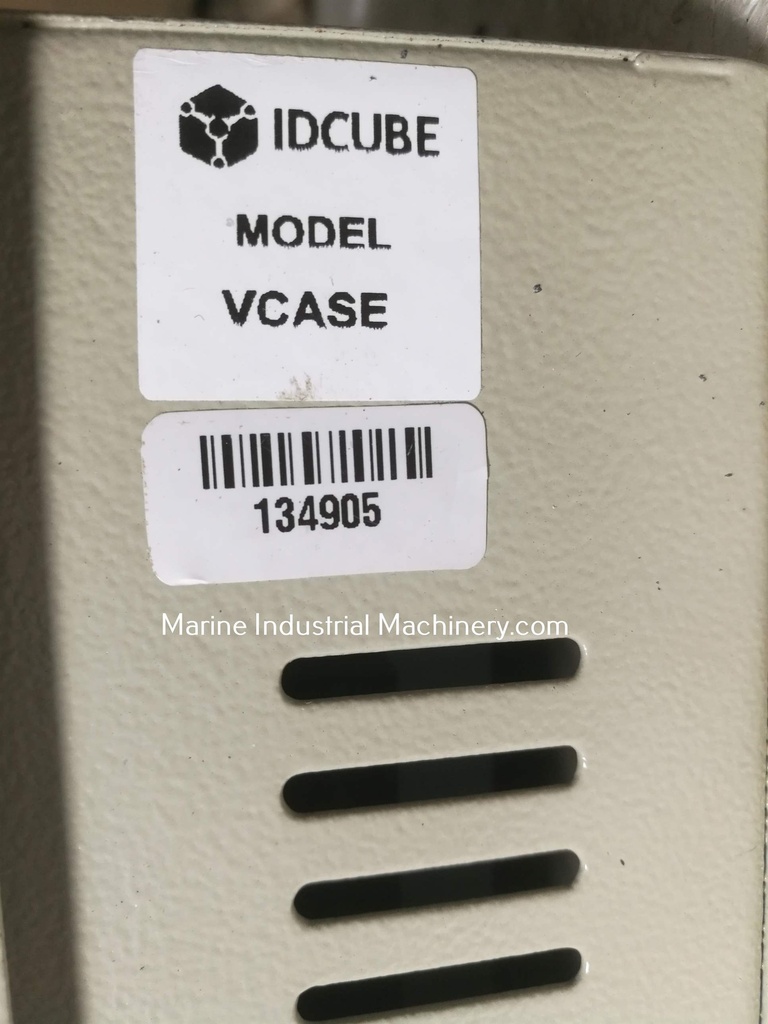 IDCUBE
MODEL
VCASE
134905
Marine Industrial Machinery.com